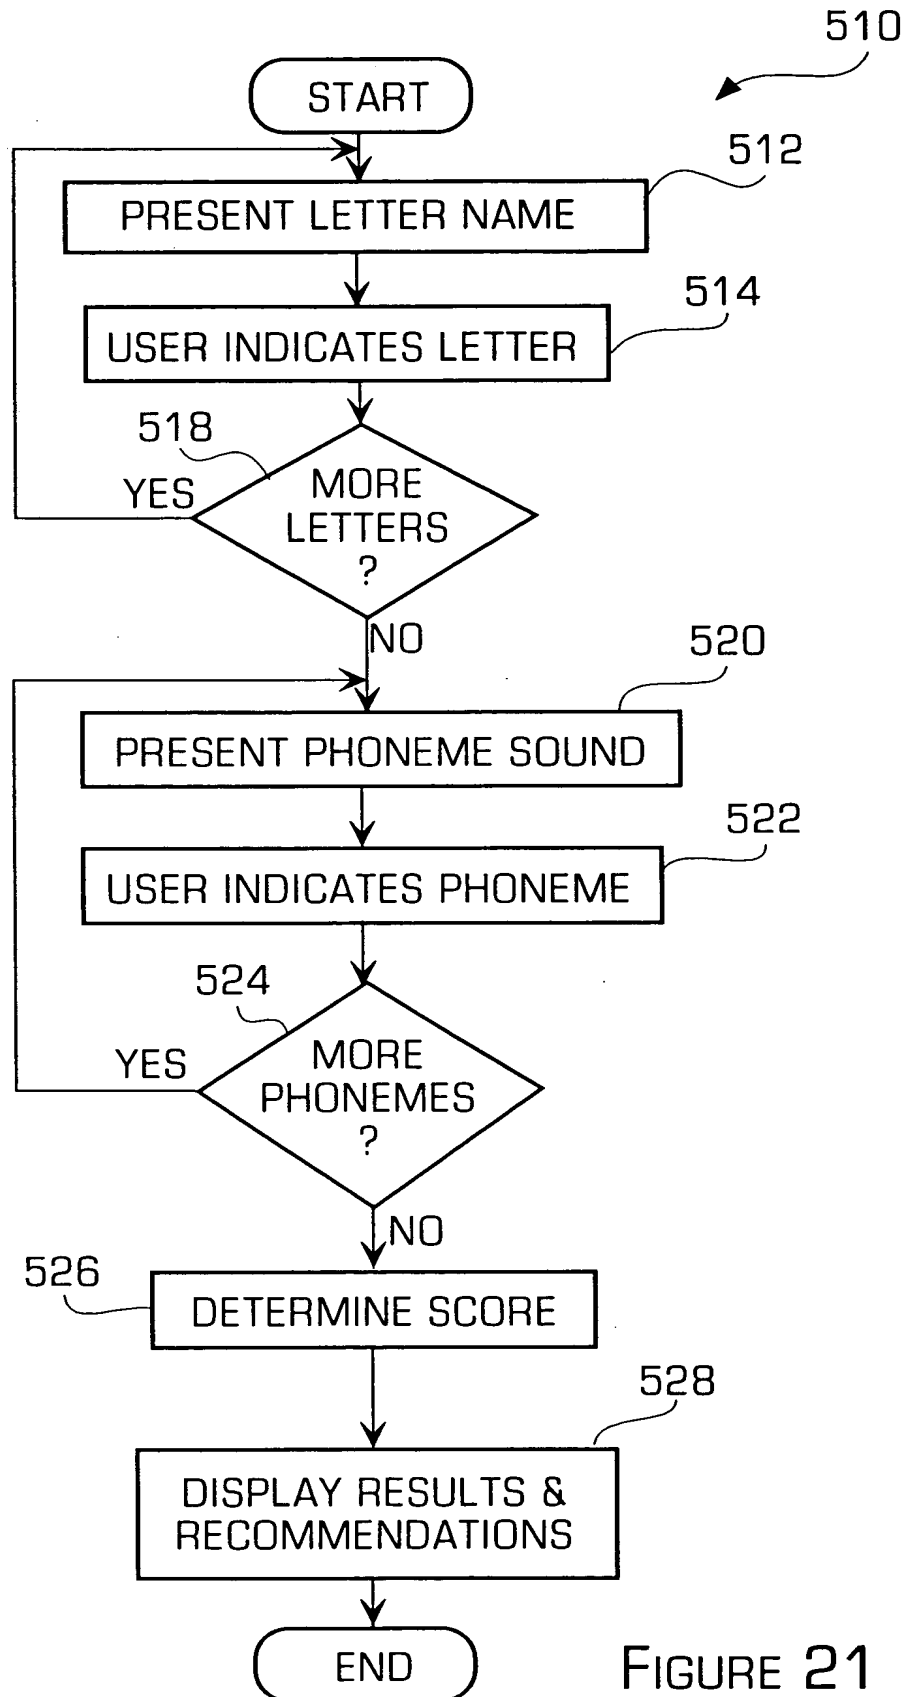 510
START
512
PRESENT LETTER NAME
514
USER INDICATES LETTER
518
YES
MORE
LETTERS
?
NO
520
PRESENT PHONEME SOUND
522
USER INDICATES PHONEME
524
YES
MORE
PHONEMES
?
NO
526
DETERMINE SCORE
528
DISPLAY RESULTS &
RECOMMENDATIONS
END
FIGURE 21